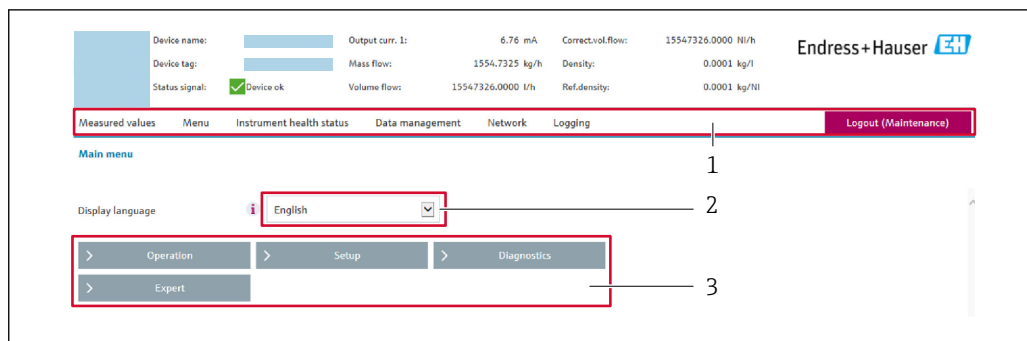 Device name: Output curr. 1: 6.76 mA Correct.vol.flow: 15547326.0000 Nl/h
Endress+Hauser EH
Device tag: Mass flow: 1554.7325 kg/h Density: 0.0001 kg/l
Status signal: Device ok Volume flow: 15547326.0000 l/h Ref.density: 0.0001 kg/Nl
Measured values Menu Instrument health status Data management Network Logging Logout (Maintenance)
1
Main menu
Display language i English 2
> Operation > Setup > Diagnostics
> Expert 3